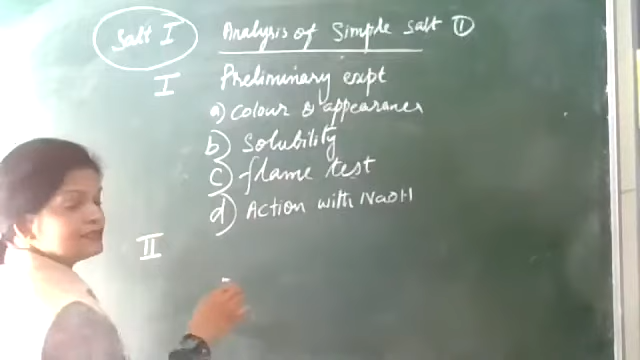 Salt I
Analysis of Simple Salt ①
I Preliminary expt
a) Colour & appearance
b) Solubility
c) flame test
d) Action with NaOH
II